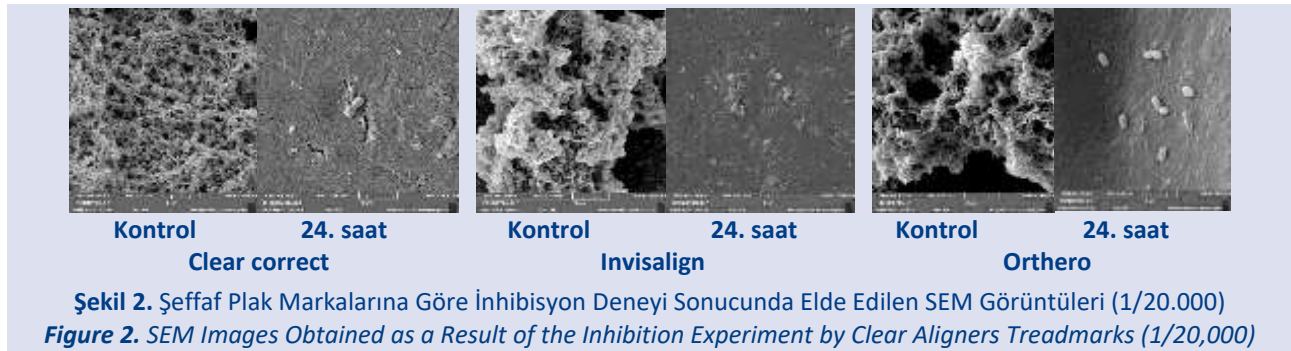 Kontrol 24. saat Kontrol 24. saat Kontrol 24. saat
Clear correct Invisalign Orthero
Şekil 2. Şeffaf Plak Markalarına Göre İnhibisyon Deneyi Sonucunda Elde Edilen SEM Görüntüleri (1/20.000)
Figure 2. SEM Images Obtained as a Result of the Inhibition Experiment by Clear Aligners Treadmarks (1/20,000)